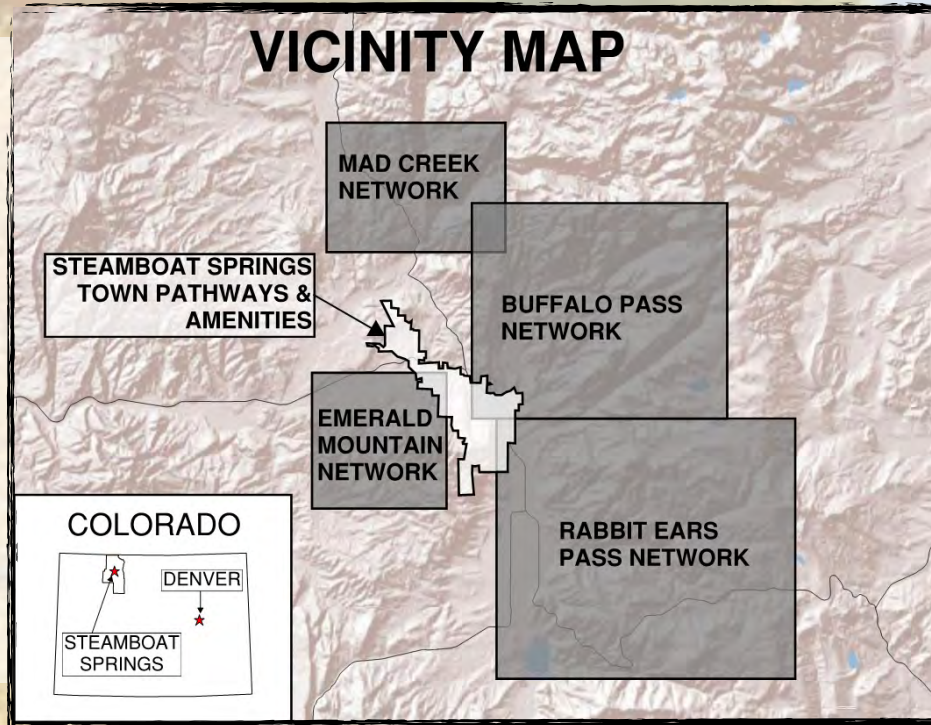 VICINITY MAP
MAD CREEK
NETWORK
STEAMBOAT SPRINGS
TOWN PATHWAYS &
AMENITIES
BUFFALO PASS
NETWORK
EMERALD
MOUNTAIN
NETWORK
RABBIT EARS
PASS NETWORK
COLORADO
DENVER
STEAMBOAT
SPRINGS